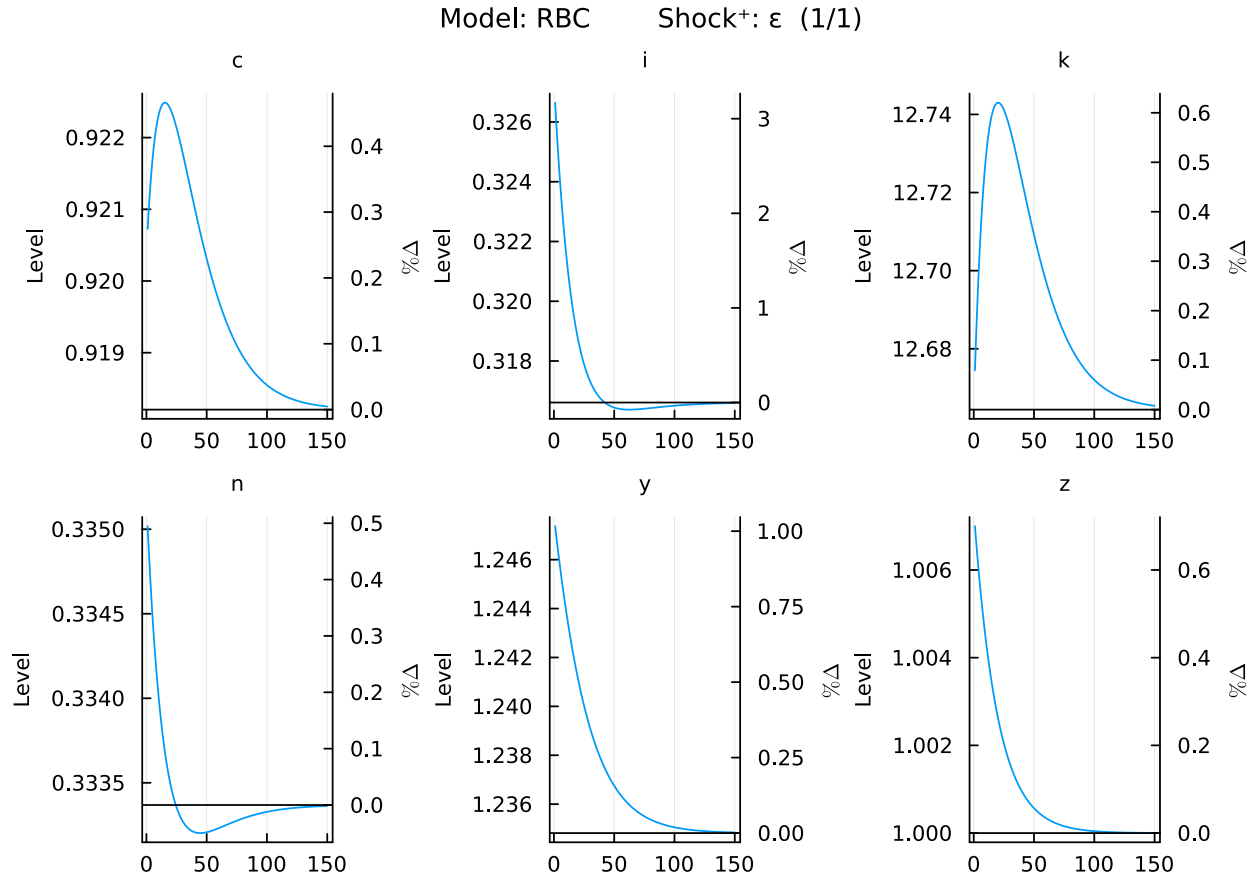 Model: RBC Shock⁺: ε (1/1)
c
i
k
0.922
0.921
0.920
0.919
Level
0.4
0.3
0.2
0.1
0.0
%Δ
0 50 100 150
0.326
0.324
0.322
0.320
0.318
Level
3
2
1
0
%Δ
0 50 100 150
12.74
12.72
12.70
12.68
Level
0.6
0.5
0.4
0.3
0.2
0.1
0.0
%Δ
0 50 100 150
n
y
z
0.3350
0.3345
0.3340
0.3335
Level
0.5
0.4
0.3
0.2
0.1
0.0
%Δ
0 50 100 150
1.246
1.244
1.242
1.240
1.238
1.236
Level
1.00
0.75
0.50
0.25
0.00
%Δ
0 50 100 150
1.006
1.004
1.002
1.000
Level
0.6
0.4
0.2
0.0
%Δ
0 50 100 150